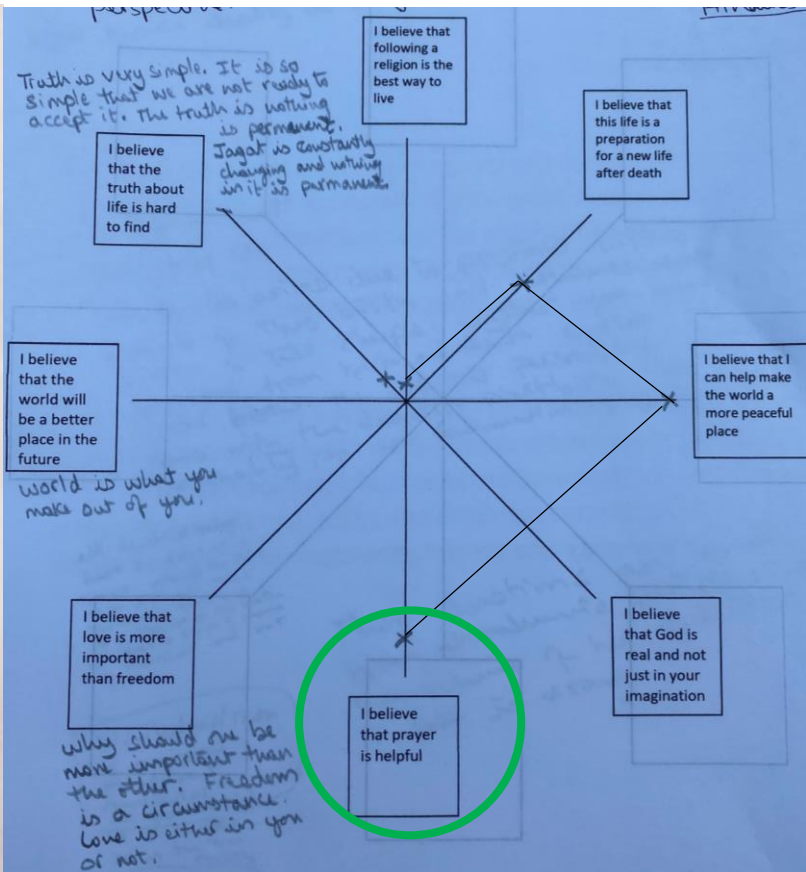 I believe that
following a
religion is the
best way to
live
Truth is very simple. It is so
simple that we are not ready to
accept it. The truth is nothing
is permanent.
Jagat is constantly
changing and nothing
in it is permanent.
I believe that
this life is a
preparation
for a new life
after death
I believe
that the
truth about
life is hard
to find
I believe
that the
world will
be a better
place in the
future
I believe that I
can help make
the world a
more peaceful
place
world is what you
make out of you.
I believe that
love is more
important
than freedom
I believe
that God is
real and not
just in your
imagination
I believe
that prayer
is helpful
why should one be
more important than
the other. Freedom
is a circumstance.
Love is either in you
or not.